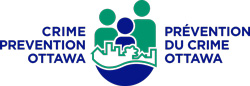 CRIME
PREVENTION
OTTAWA
PRÉVENTION
DU CRIME
OTTAWA